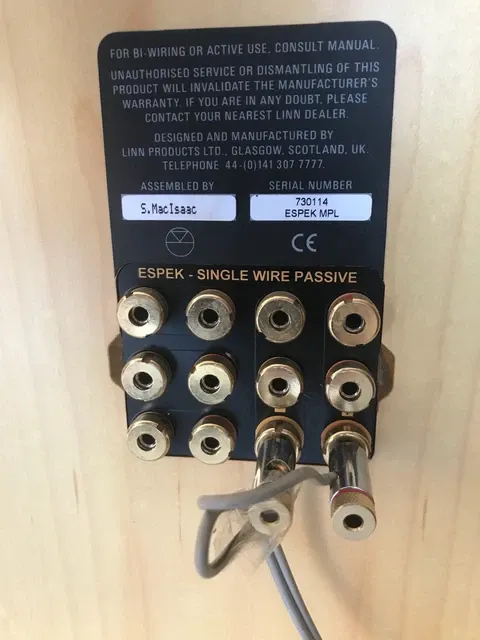 FOR BI-WIRING OR ACTIVE USE, CONSULT MANUAL.
UNAUTHORISED SERVICE OR DISMANTLING OF THIS
PRODUCT WILL INVALIDATE THE MANUFACTURER'S
WARRANTY. IF YOU ARE IN ANY DOUBT, PLEASE
CONTACT YOUR NEAREST LINN DEALER.
DESIGNED AND MANUFACTURED BY
LINN PRODUCTS LTD., GLASGOW, SCOTLAND, UK.
TELEPHONE 44-(0)141 307 7777.
ASSEMBLED BY
S.MacIsaac
SERIAL NUMBER
730114
ESPEK MPL
CE
ESPEK - SINGLE WIRE PASSIVE